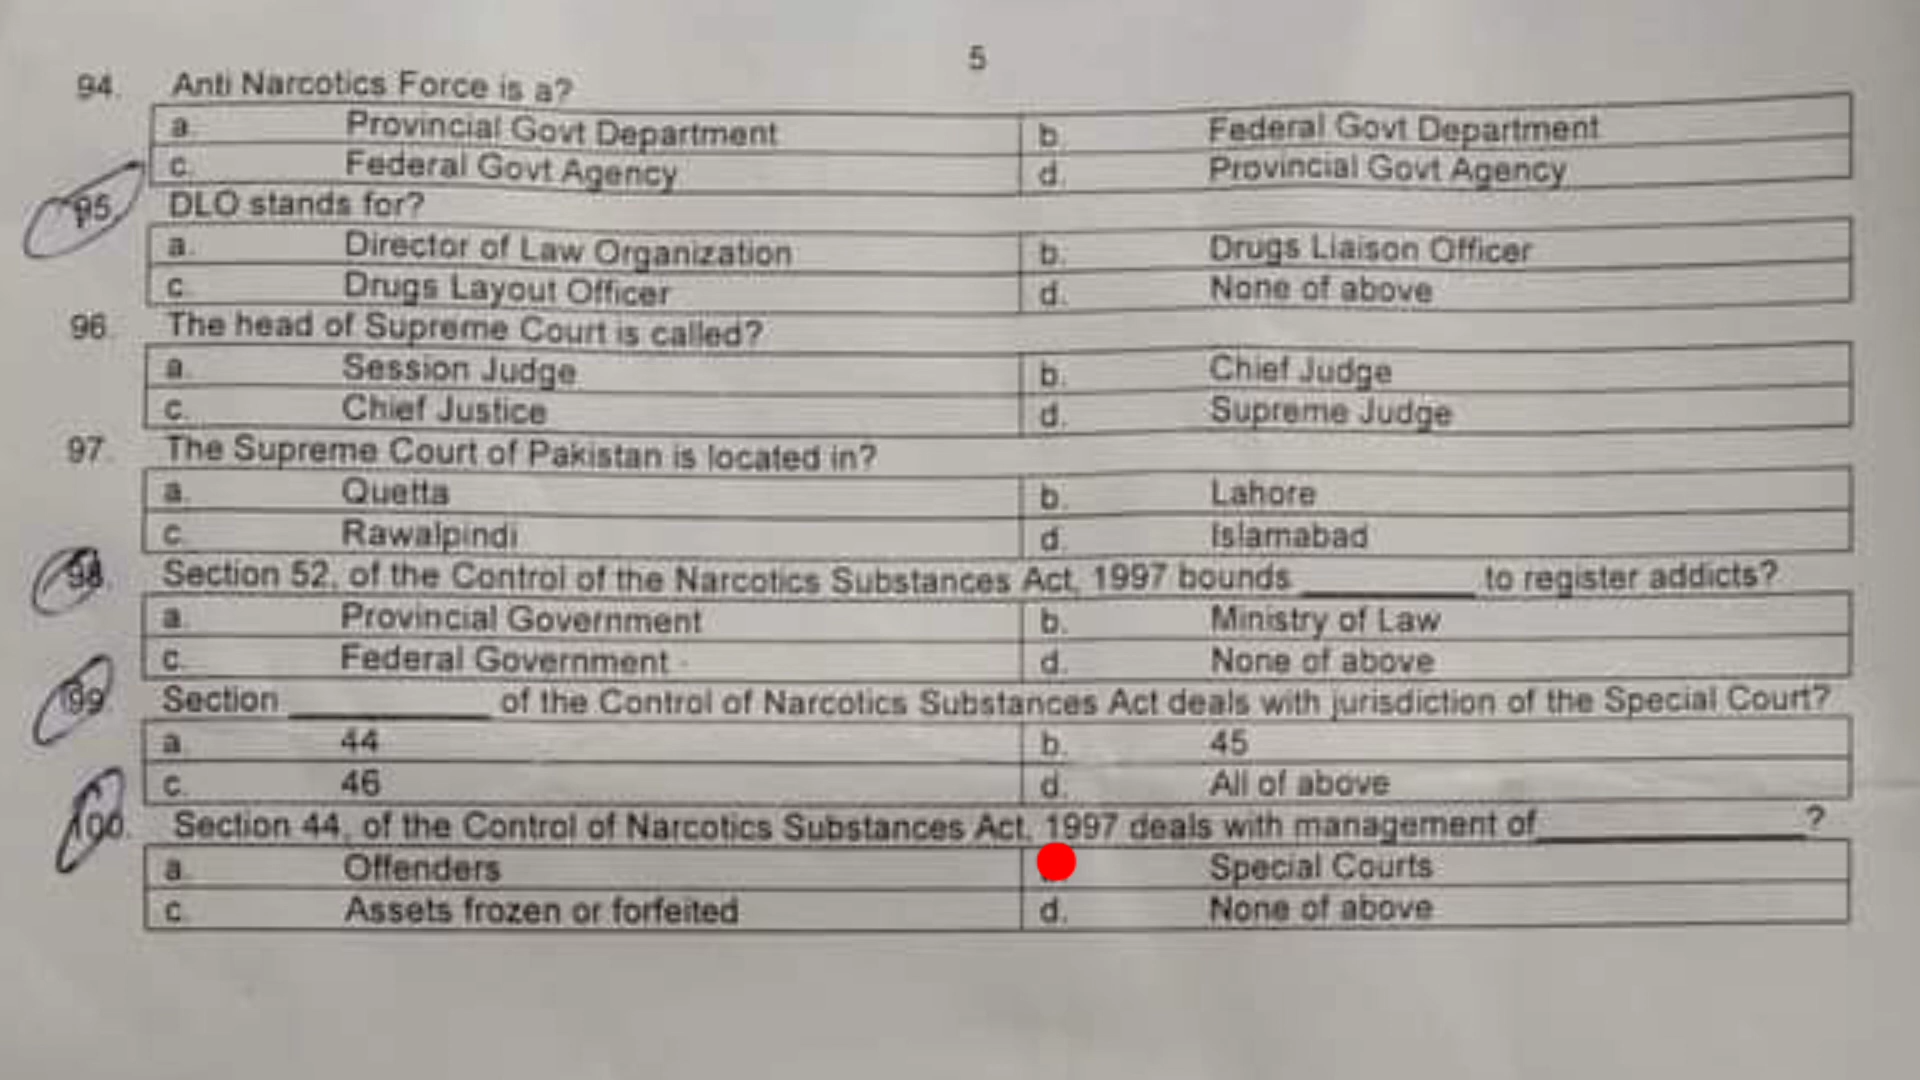 5
94. Anti Narcotics Force is a?
a. Provincial Govt Department b. Federal Govt Department
c. Federal Govt Agency d. Provincial Govt Agency
95. DLO stands for?
a. Director of Law Organization b. Drugs Liaison Officer
c. Drugs Layout Officer d. None of above
96. The head of Supreme Court is called?
a. Session Judge b. Chief Judge
c. Chief Justice d. Supreme Judge
97. The Supreme Court of Pakistan is located in?
a. Quetta b. Lahore
c. Rawalpindi d. Islamabad
98. Section 52, of the Control of the Narcotics Substances Act, 1997 bounds __________ to register addicts?
a. Provincial Government b. Ministry of Law
c. Federal Government d. None of above
99. Section __________ of the Control of Narcotics Substances Act deals with jurisdiction of the Special Court?
a. 44 b. 45
c. 46 d. All of above
100. Section 44, of the Control of Narcotics Substances Act, 1997 deals with management of __________?
a. Offenders Special Courts
c. Assets frozen or forfeited d. None of above